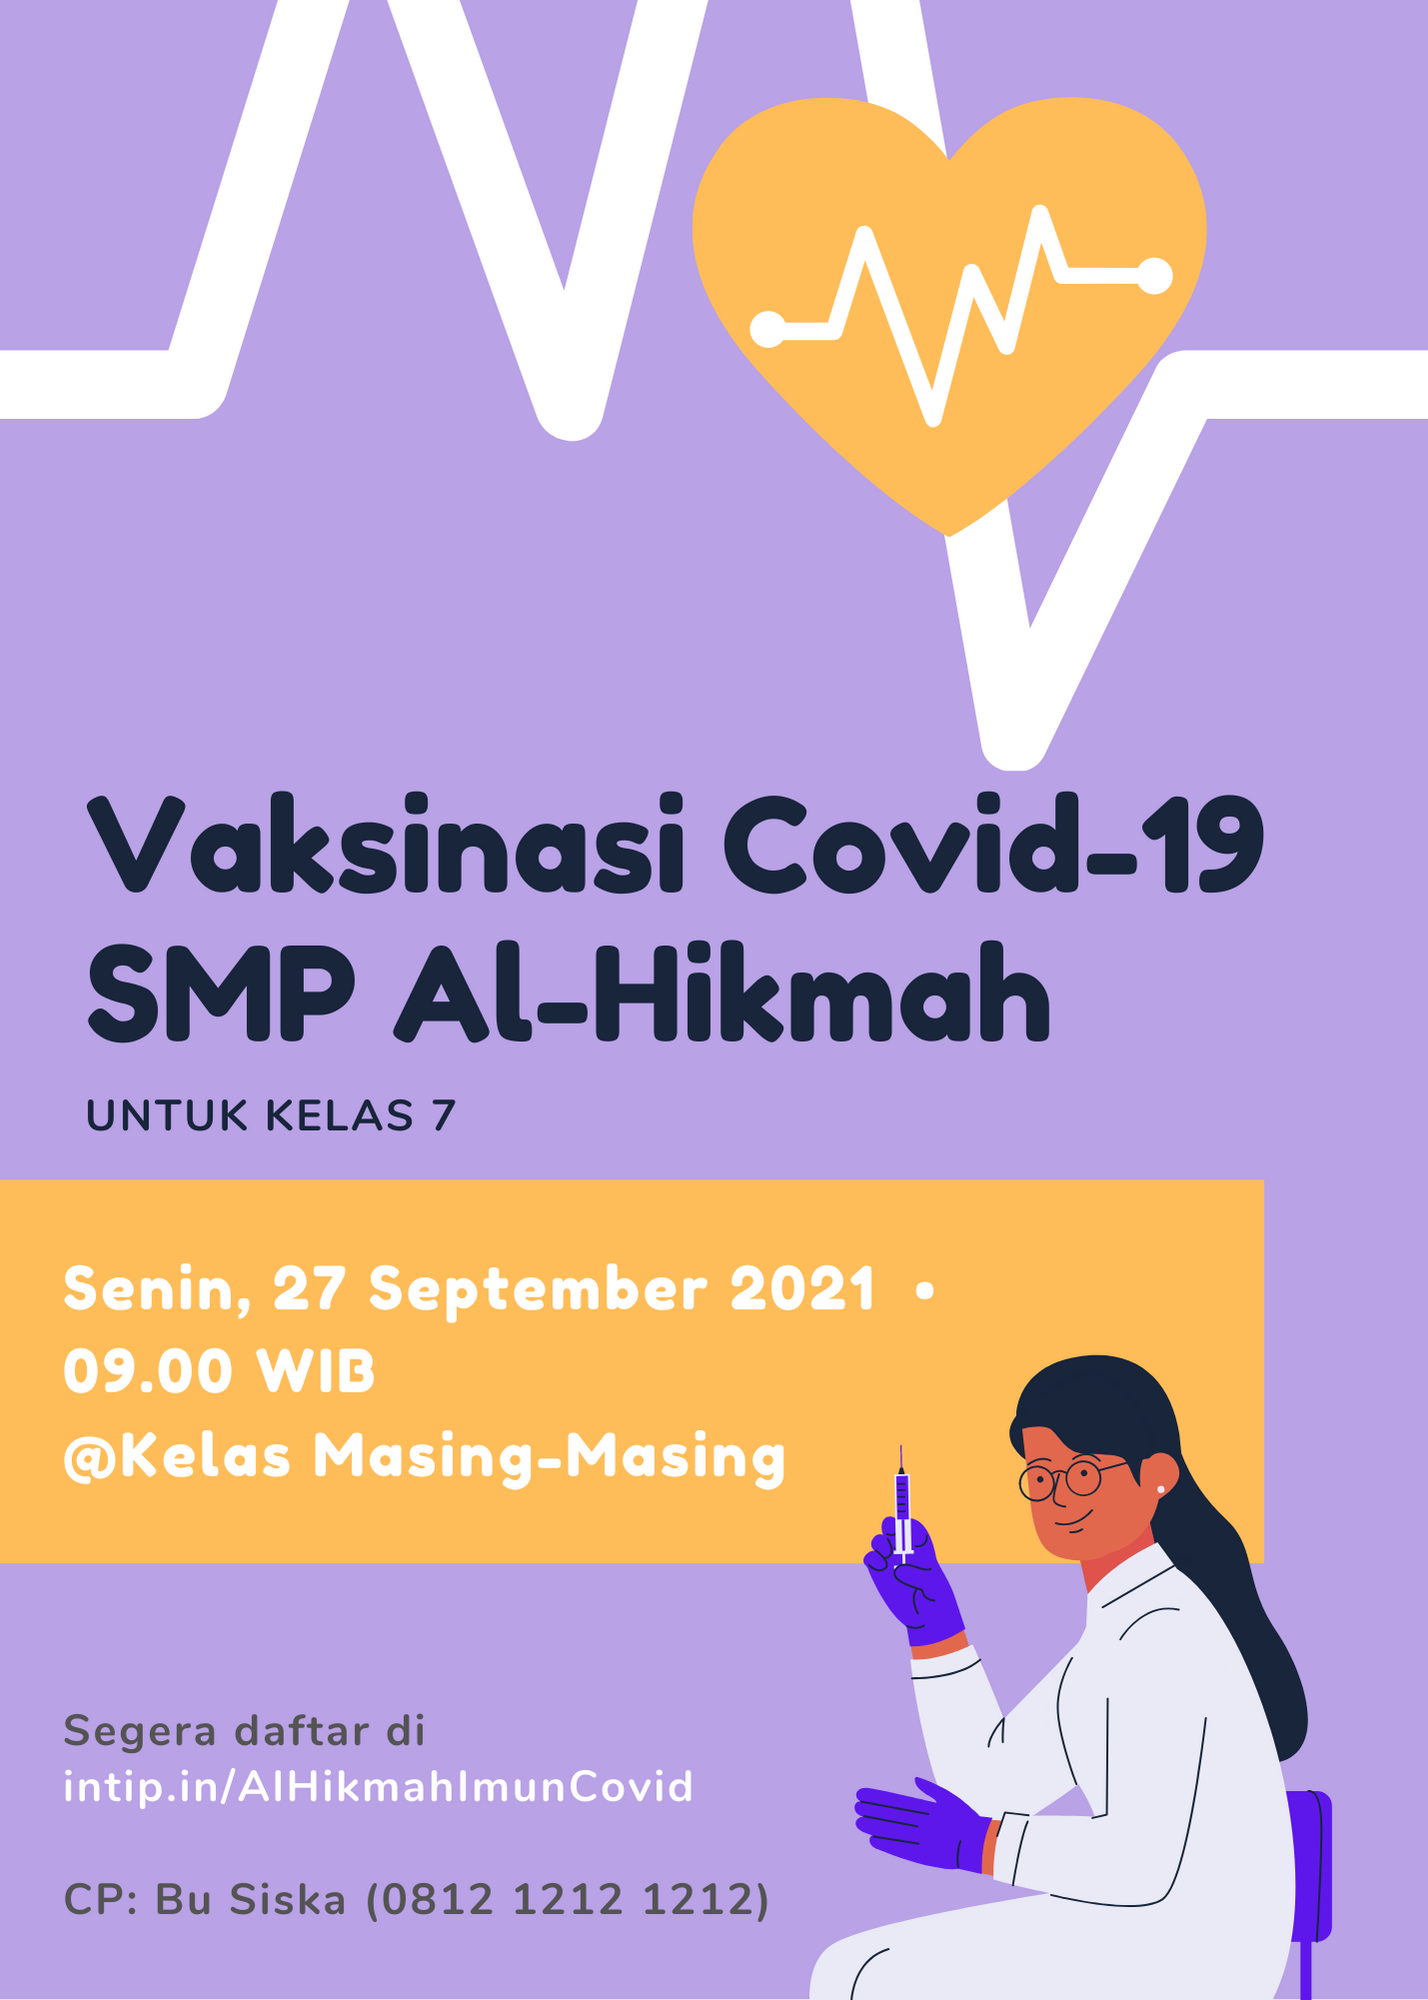 Vaksinasi Covid-19
SMP Al-Hikmah
UNTUK KELAS 7
Senin, 27 September 2021 •
09.00 WIB
@Kelas Masing-Masing
Segera daftar di
intip.in/AlHikmahImunCovid
CP: Bu Siska (0812 1212 1212)